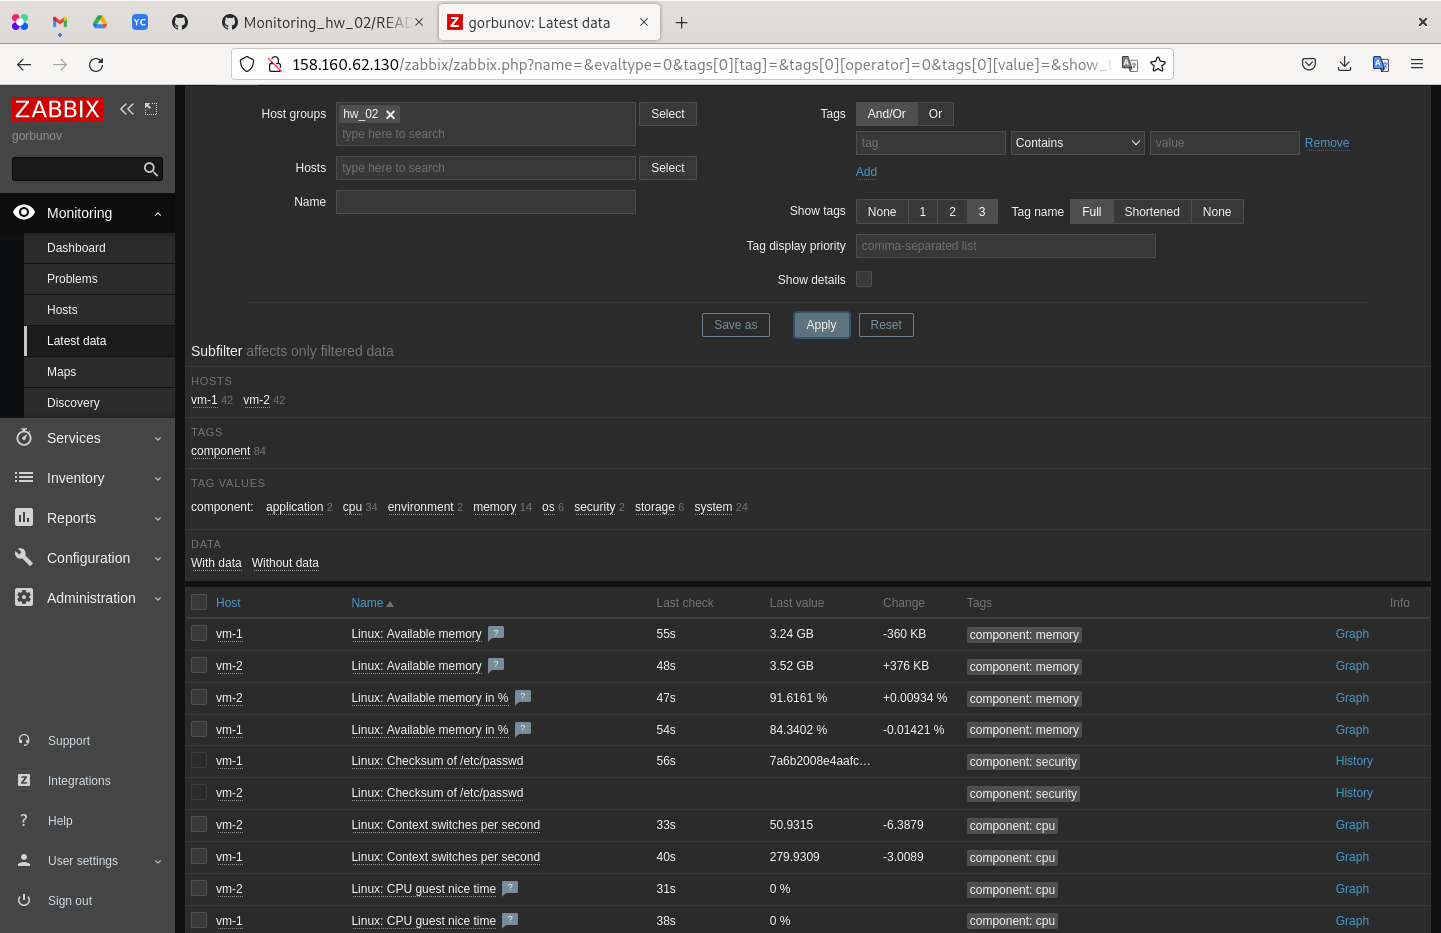 Monitoring_hw_02/READ
gorbunov: Latest data
158.160.62.130/zabbix/zabbix.php?name=&evaltype=0&tags[0][tag]=&tags[0][operator]=0&tags[0][value]=&show_t
ZABBIX
gorbunov
Monitoring
Dashboard
Problems
Hosts
Latest data
Maps
Discovery
Services
Inventory
Reports
Configuration
Administration
Support
Integrations
Help
User settings
Sign out
Host groups hw_02 Select
type here to search
Hosts type here to search Select
Name
Tags And/Or Or
tag Contains value Remove
Add
Show tags None 1 2 3 Tag name Full Shortened None
Tag display priority comma-separated list
Show details
Save as Apply Reset
Subfilter affects only filtered data
HOSTS
vm-1 42 vm-2 42
TAGS
component 84
TAG VALUES
component: application 2 cpu 34 environment 2 memory 14 os 6 security 2 storage 6 system 24
DATA
With data Without data
Host Name Last check Last value Change Tags Info
vm-1 Linux: Available memory ? 55s 3.24 GB -360 KB component: memory Graph
vm-2 Linux: Available memory ? 48s 3.52 GB +376 KB component: memory Graph
vm-2 Linux: Available memory in % ? 47s 91.6161 % +0.00934 % component: memory Graph
vm-1 Linux: Available memory in % ? 54s 84.3402 % -0.01421 % component: memory Graph
vm-1 Linux: Checksum of /etc/passwd 56s 7a6b2008e4aafc... component: security History
vm-2 Linux: Checksum of /etc/passwd component: security History
vm-2 Linux: Context switches per second 33s 50.9315 -6.3879 component: cpu Graph
vm-1 Linux: Context switches per second 40s 279.9309 -3.0089 component: cpu Graph
vm-2 Linux: CPU guest nice time ? 31s 0 % component: cpu Graph
vm-1 Linux: CPU guest nice time ? 38s 0 % component: cpu Graph